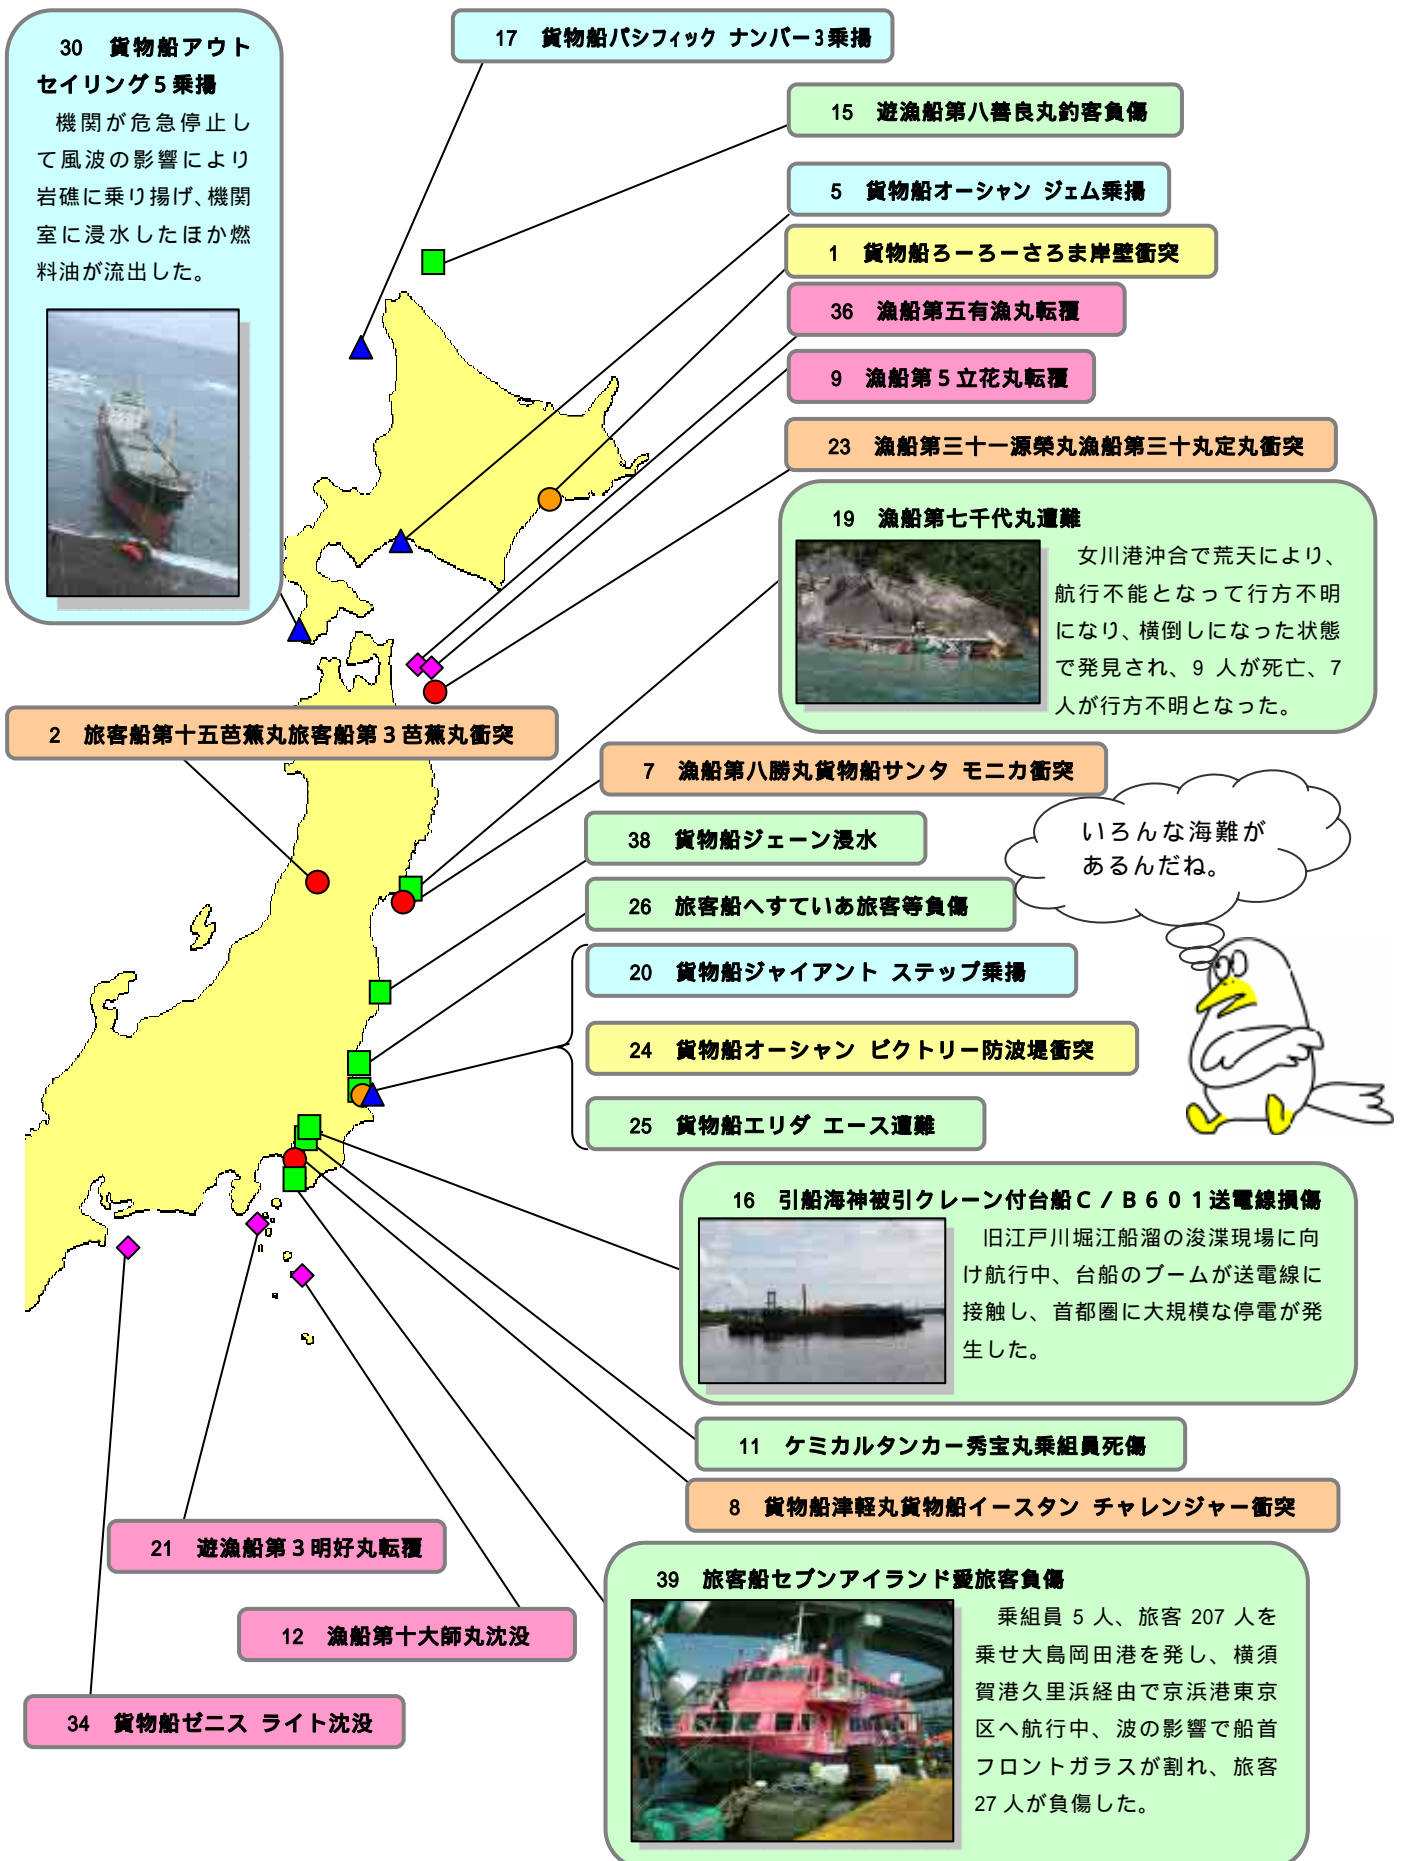 30 貨物船アウト
セイリング5乗揚
機関が危急停止し
て風波の影響により
岩礁に乗り揚げ、機関
室に浸水したほか燃
料油が流出した。
17 貨物船パシフィック ナンバー3乗揚
15 遊漁船第八善良丸釣客負傷
5 貨物船オーシャン ジェム乗揚
1 貨物船ろーろーさろま岸壁衝突
36 漁船第五有漁丸転覆
9 漁船第5立花丸転覆
23 漁船第三十一源榮丸漁船第三十丸定丸衝突
19 漁船第七千代丸遭難
女川港沖合で荒天により、
航行不能となって行方不明
になり、横倒しになった状態
で発見され、9 人が死亡、7
人が行方不明となった。
2 旅客船第十五芭蕉丸旅客船第3芭蕉丸衝突
7 漁船第八勝丸貨物船サンタ モニカ衝突
38 貨物船ジェーン浸水
26 旅客船へすていあ旅客等負傷
20 貨物船ジャイアント ステップ乗揚
24 貨物船オーシャン ビクトリー防波堤衝突
25 貨物船エリダ エース遭難
いろんな海難が
あるんだね。
16 引船海神被引クレーン付台船C/B601送電線損傷
旧江戸川堀江船溜の浚渫現場に向
け航行中、台船のブームが送電線に
接触し、首都圏に大規模な停電が発
生した。
11 ケミカルタンカー秀宝丸乗組員死傷
8 貨物船津軽丸貨物船イースタン チャレンジャー衝突
21 遊漁船第3明好丸転覆
12 漁船第十大師丸沈没
34 貨物船ゼニス ライト沈没
39 旅客船セブンアイランド愛旅客負傷
乗組員 5 人、旅客 207 人を
乗せ大島岡田港を発し、横須
賀港久里浜経由で京浜港東京
区へ航行中、波の影響で船首
フロントガラスが割れ、旅客
27 人が負傷した。